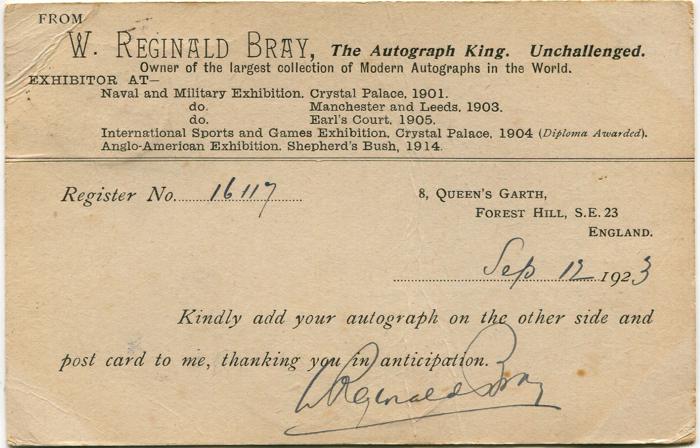 FROM
W. REGINALD BRAY, The Autograph King. Unchallenged.
Owner of the largest collection of Modern Autographs in the World.
EXHIBITOR AT—
Naval and Military Exhibition, Crystal Palace, 1901.
do. Manchester and Leeds, 1903.
do. Earl's Court, 1905.
International Sports and Games Exhibition, Crystal Palace, 1904 (Diploma Awarded).
Anglo-American Exhibition, Shepherd's Bush, 1914.
Register No. 16117
8, QUEEN'S GARTH,
FOREST HILL, S.E. 23
ENGLAND.
Sep 12 1923
Kindly add your autograph on the other side and
post card to me, thanking you in anticipation.
W Reginald Bray